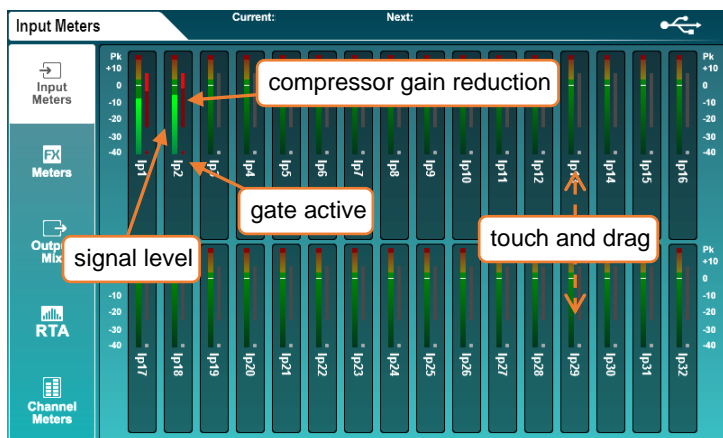 Input Meters
Current:
Next:
Input
Meters
FX
Meters
Outpu
Mix
RTA
Channel
Meters
Pk
+10
0
-10
-20
-30
-40
Pk
+10
0
-10
-20
-30
-40
compressor gain reduction
gate active
signal level
touch and drag
Ip1
Ip2
Ip4
Ip5
Ip6
Ip7
Ip8
Ip9
Ip10
Ip11
Ip12
Ip14
Ip15
Ip16
-10
-20
-30
-40
Pk
+10
0
-10
-20
-30
-40
Ip17
Ip18
Ip19
Ip20
Ip21
Ip22
Ip23
Ip24
Ip25
Ip26
Ip27
Ip28
Ip29
Ip30
Ip31
Ip32